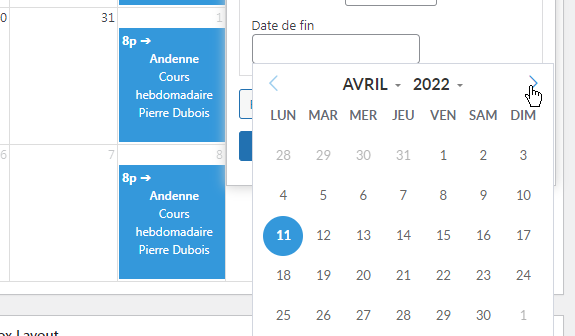 0
31
1
8p ➔
Andenne
Cours
hebdomadaire
Pierre Dubois
6
7
8
8p ➔
Andenne
Cours
hebdomadaire
Pierre Dubois
Date de fin
AVRIL 2022
LUN MAR MER JEU VEN SAM DIM
28 29 30 31 1 2 3
4 5 6 7 8 9 10
11 12 13 14 15 16 17
18 19 20 21 22 23 24
25 26 27 28 29 30 1
ex Layout